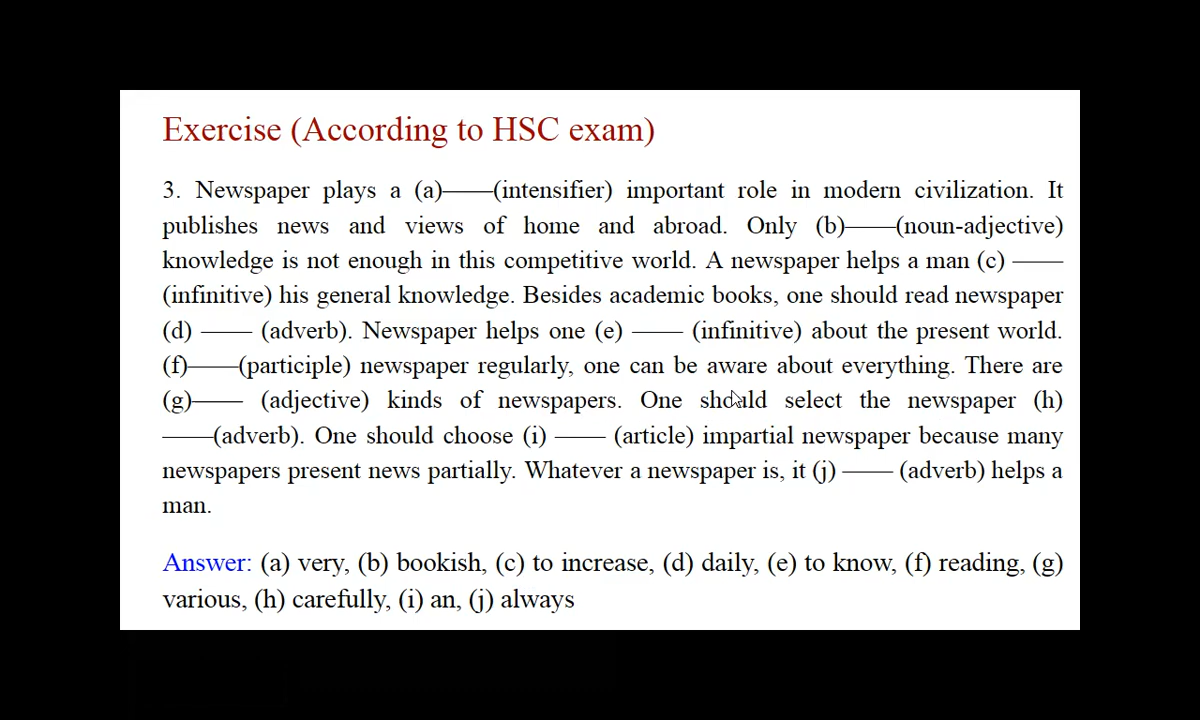 Exercise (According to HSC exam)
3. Newspaper plays a (a)——(intensifier) important role in modern civilization. It
publishes news and views of home and abroad. Only (b)——(noun-adjective)
knowledge is not enough in this competitive world. A newspaper helps a man (c) ——
(infinitive) his general knowledge. Besides academic books, one should read newspaper
(d) —— (adverb). Newspaper helps one (e) —— (infinitive) about the present world.
(f)——(participle) newspaper regularly, one can be aware about everything. There are
(g)—— (adjective) kinds of newspapers. One should select the newspaper (h)
——(adverb). One should choose (i) —— (article) impartial newspaper because many
newspapers present news partially. Whatever a newspaper is, it (j) —— (adverb) helps a
man.
Answer: (a) very, (b) bookish, (c) to increase, (d) daily, (e) to know, (f) reading, (g)
various, (h) carefully, (i) an, (j) always